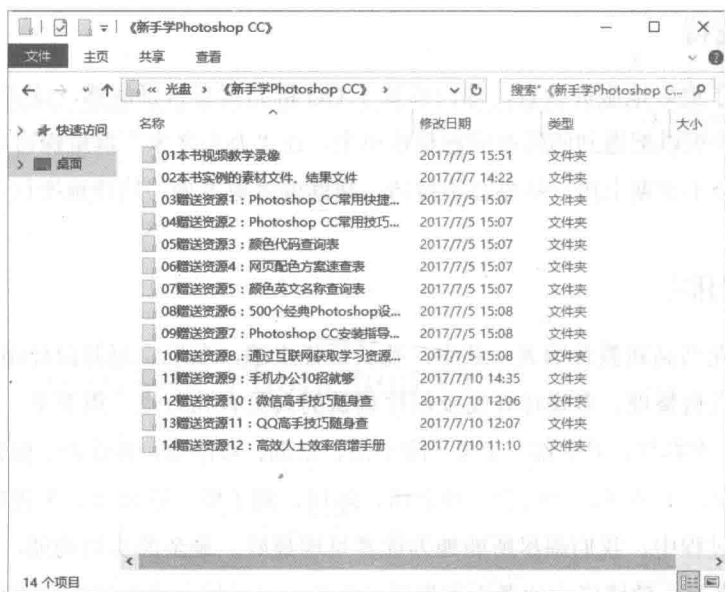 《新手学Photoshop CC》
文件 主页 共享 查看
« 光盘 › 《新手学Photoshop CC》 › 搜索"《新手学Photoshop C...
名称 修改日期 类型 大小
快速访问
桌面
01本书视频教学录像 2017/7/5 15:51 文件夹
02本书实例的素材文件、结果文件 2017/7/7 14:22 文件夹
03赠送资源1：Photoshop CC常用快捷... 2017/7/5 15:07 文件夹
04赠送资源2：Photoshop CC常用技巧... 2017/7/5 15:07 文件夹
05赠送资源3：颜色代码查询表 2017/7/5 15:07 文件夹
06赠送资源4：网页配色方案速查表 2017/7/5 15:07 文件夹
07赠送资源5：颜色英文名称查询表 2017/7/5 15:07 文件夹
08赠送资源6：500个经典Photoshop设... 2017/7/5 15:08 文件夹
09赠送资源7：Photoshop CC安装指导... 2017/7/5 15:08 文件夹
10赠送资源8：通过互联网获取学习资源... 2017/7/5 15:08 文件夹
11赠送资源9：手机办公10招就够 2017/7/10 14:35 文件夹
12赠送资源10：微信高手技巧随身查 2017/7/10 12:06 文件夹
13赠送资源11：QQ高手技巧随身查 2017/7/10 12:07 文件夹
14赠送资源12：高效人士效率倍增手册 2017/7/10 11:10 文件夹
14 个项目